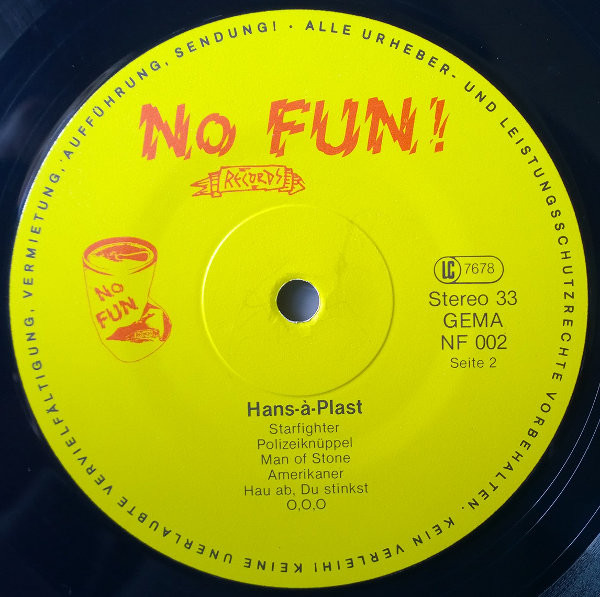 KEINE UNERLAUBTE VERVIELFÄLTIGUNG, VERMIETUNG, AUFFÜHRUNG, SENDUNG! · ALLE URHEBER- UND LEISTUNGSSCHUTZRECHTE VORBEHALTEN · KEIN VERLEIH!
No FUN!
RECORDS
No
FUN
LC 7678
Stereo 33
GEMA
NF 002
Seite 2
Hans-à-Plast
Starfighter
Polizeiknüppel
Man of Stone
Amerikaner
Hau ab, Du stinkst
O,O,O